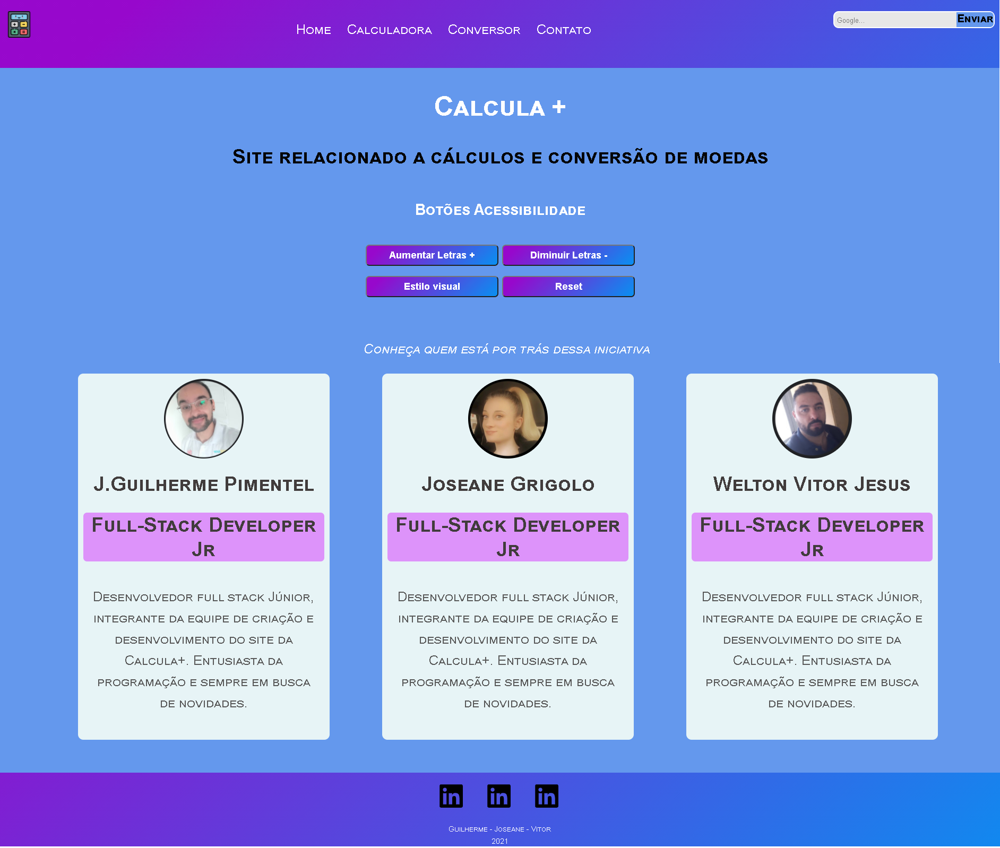 Home Calculadora Conversor Contato
Google... Enviar
Calcula +
Site relacionado a cálculos e conversão de moedas
Botões Acessibilidade
Aumentar Letras + Diminuir Letras -
Estilo visual Reset
Conheça quem está por trás dessa iniciativa
J.Guilherme Pimentel
Full-Stack Developer
Jr
Desenvolvedor full stack Júnior,
integrante da equipe de criação e
desenvolvimento do site da
Calcula+. Entusiasta da
programação e sempre em busca
de novidades.
Joseane Grigolo
Full-Stack Developer
Jr
Desenvolvedor full stack Júnior,
integrante da equipe de criação e
desenvolvimento do site da
Calcula+. Entusiasta da
programação e sempre em busca
de novidades.
Welton Vitor Jesus
Full-Stack Developer
Jr
Desenvolvedor full stack Júnior,
integrante da equipe de criação e
desenvolvimento do site da
Calcula+. Entusiasta da
programação e sempre em busca
de novidades.
in in in
Guilherme - Joseane - Vitor
2021